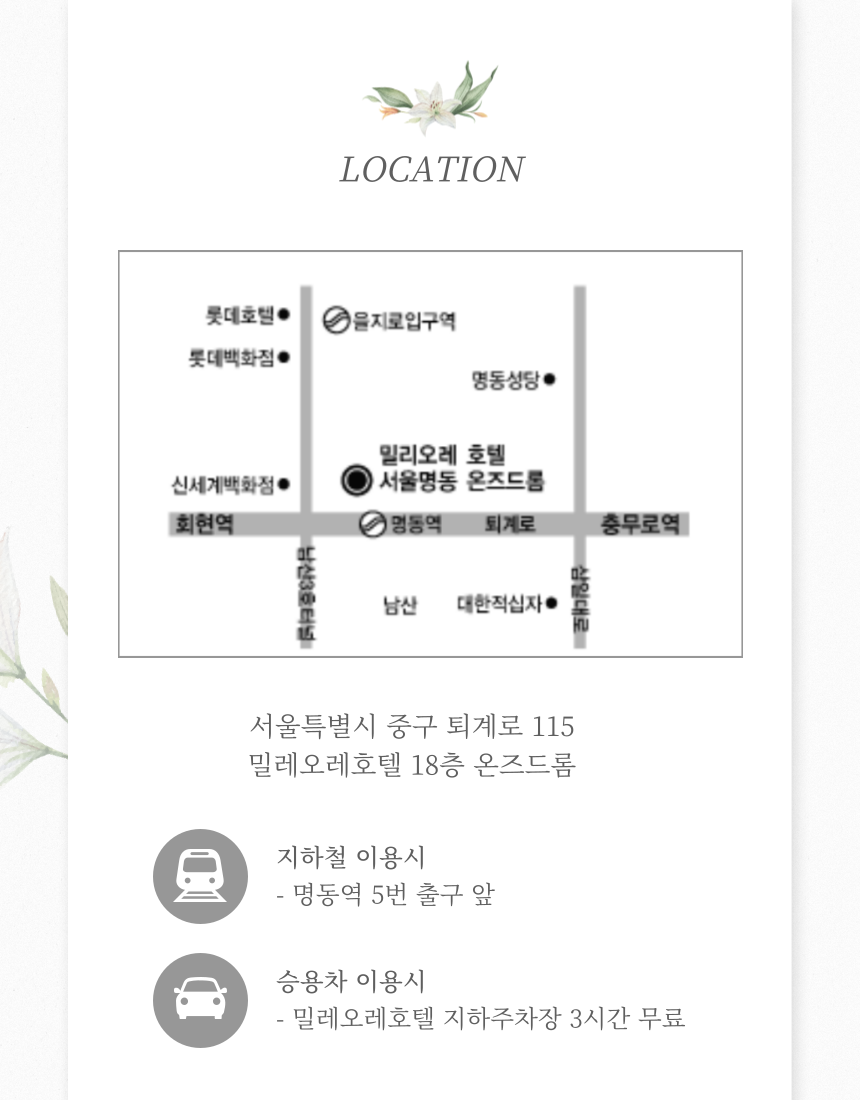 LOCATION
롯데호텔
을지로입구역
롯데백화점
명동성당
밀리오레 호텔
서울명동 온즈드롬
신세계백화점
회현역
명동역
퇴계로
충무로역
남산3호터널
삼일대로
남산
대한적십자
서울특별시 중구 퇴계로 115
밀레오레호텔 18층 온즈드롬
지하철 이용시
- 명동역 5번 출구 앞
승용차 이용시
- 밀레오레호텔 지하주차장 3시간 무료